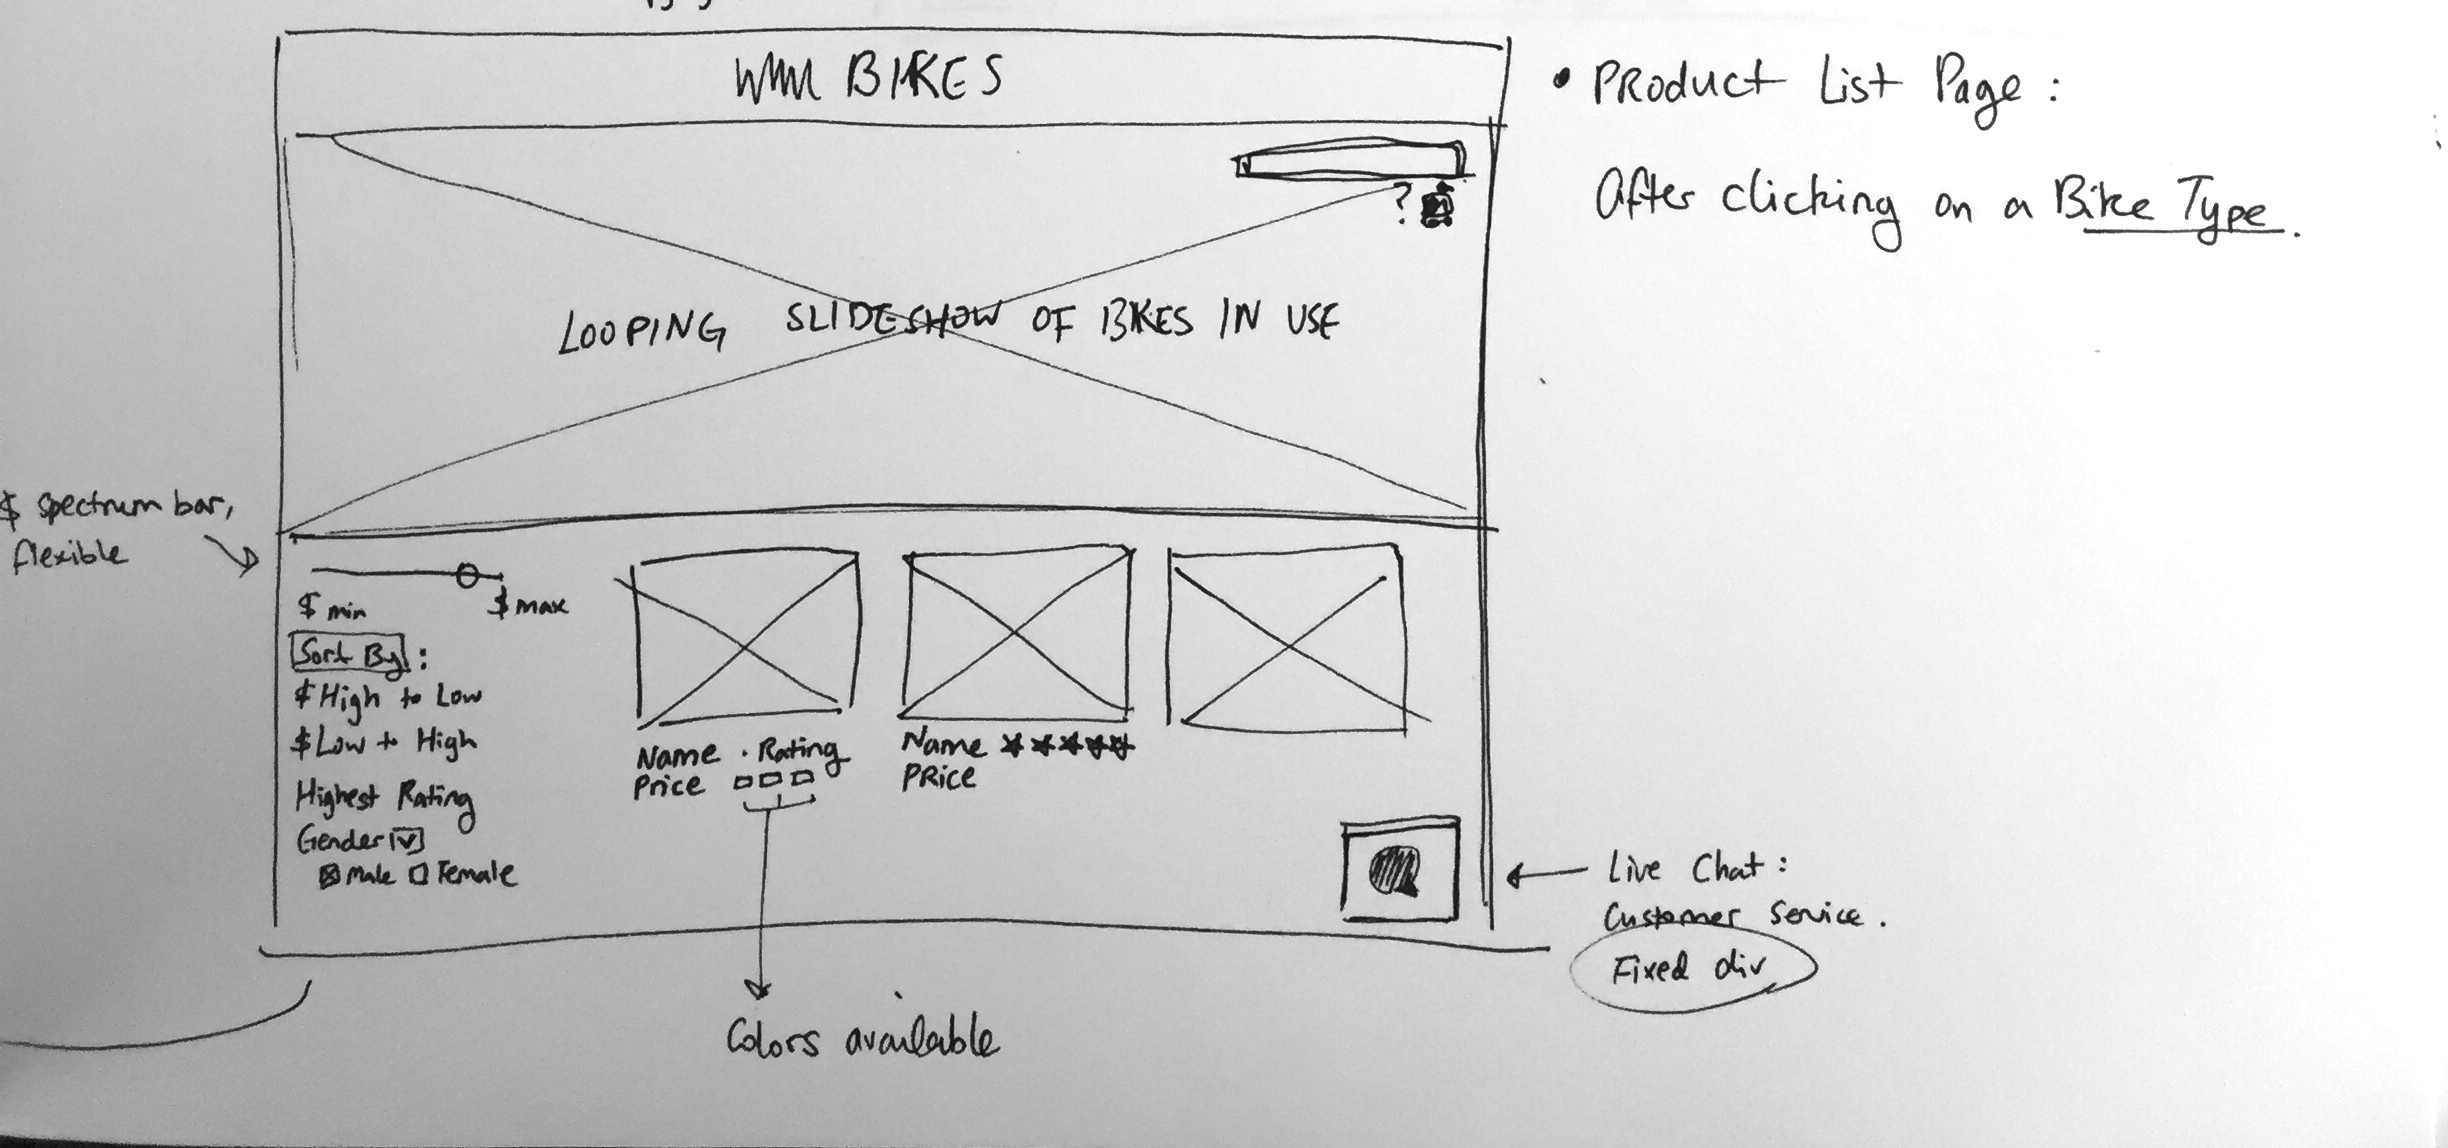 BIKES
• PRoduct List Page :
After clicking on a Bike Type.
?
LOOPING SLIDESHOW OF BIKES IN USE
$ spectrum bar,
flexible
$ min
$ max
Sort By :
$ High to Low
$ Low to High
Highest Rating
Gender
Male Female
Name · Rating
Price
Name ★★★★★
PRice
Colors available
Live Chat :
Customer Service.
Fixed div